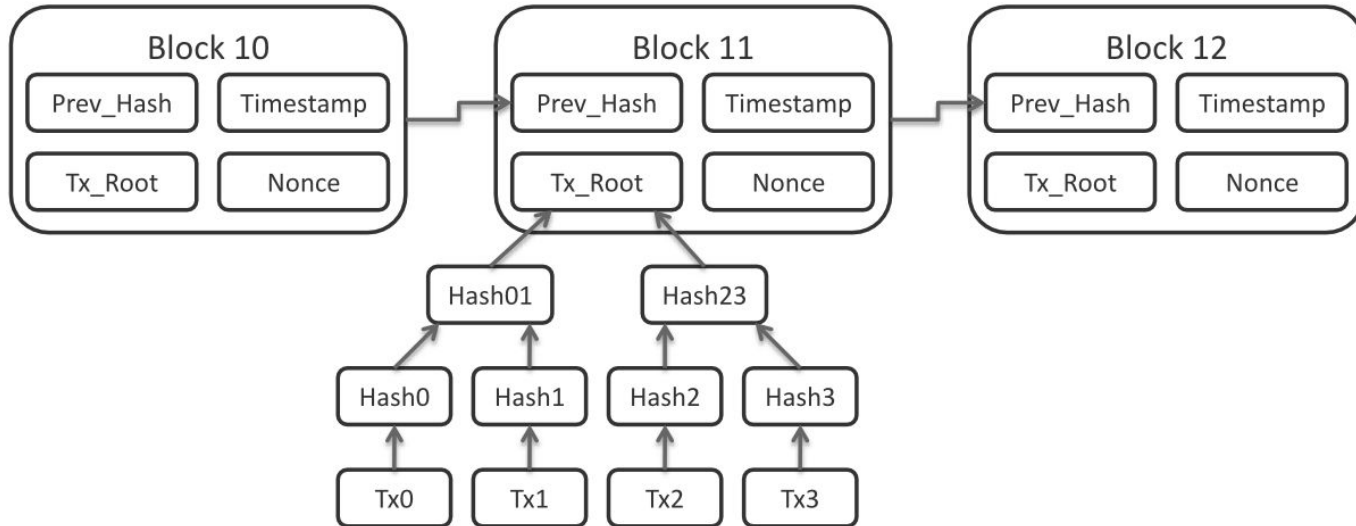 Block 10
Block 11
Block 12
Prev_Hash
Timestamp
Prev_Hash
Timestamp
Prev_Hash
Timestamp
Tx_Root
Nonce
Tx_Root
Nonce
Tx_Root
Nonce
Hash01
Hash23
Hash0
Hash1
Hash2
Hash3
Tx0
Tx1
Tx2
Tx3